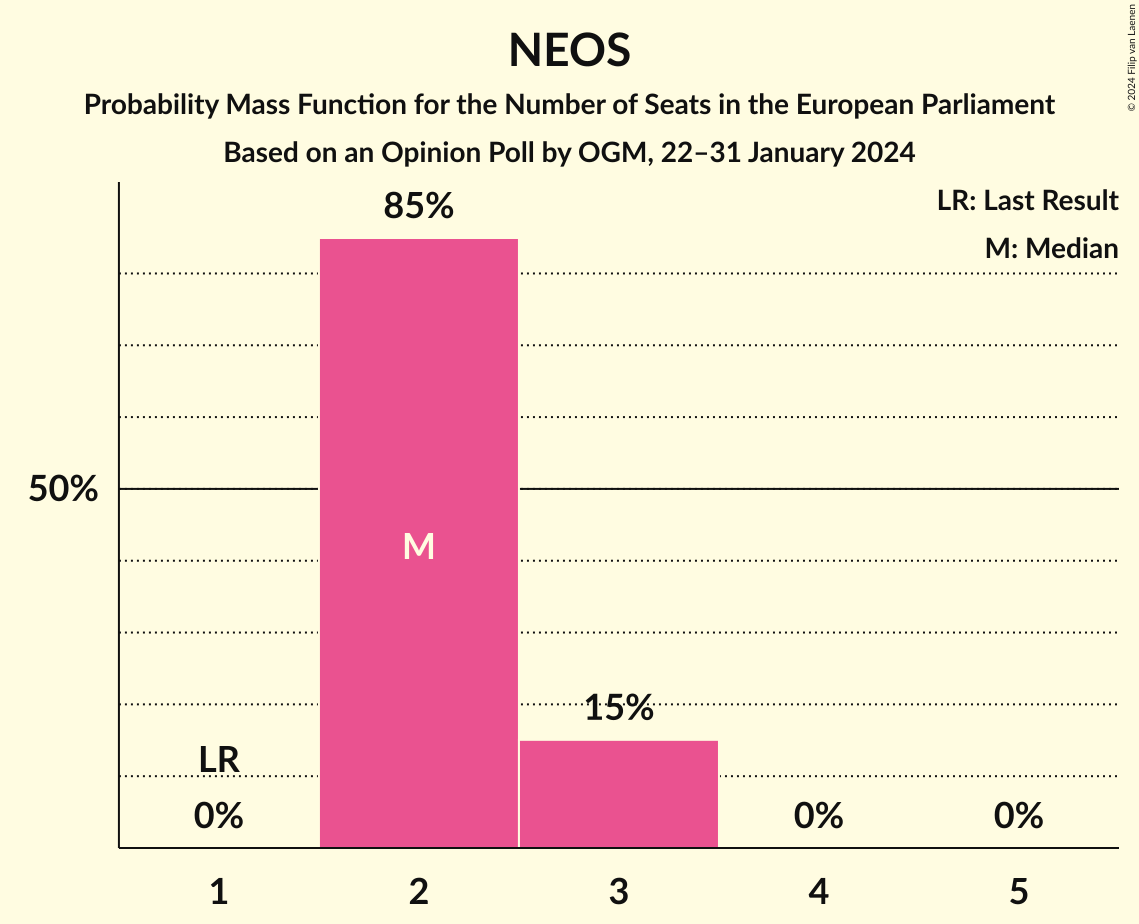 NEOS
Probability Mass Function for the Number of Seats in the European Parliament
Based on an Opinion Poll by OGM, 22–31 January 2024
© 2024 Filip van Laenen
LR: Last Result
M: Median
85%
50%
M
15%
LR
0%
0%
0%
1
2
3
4
5